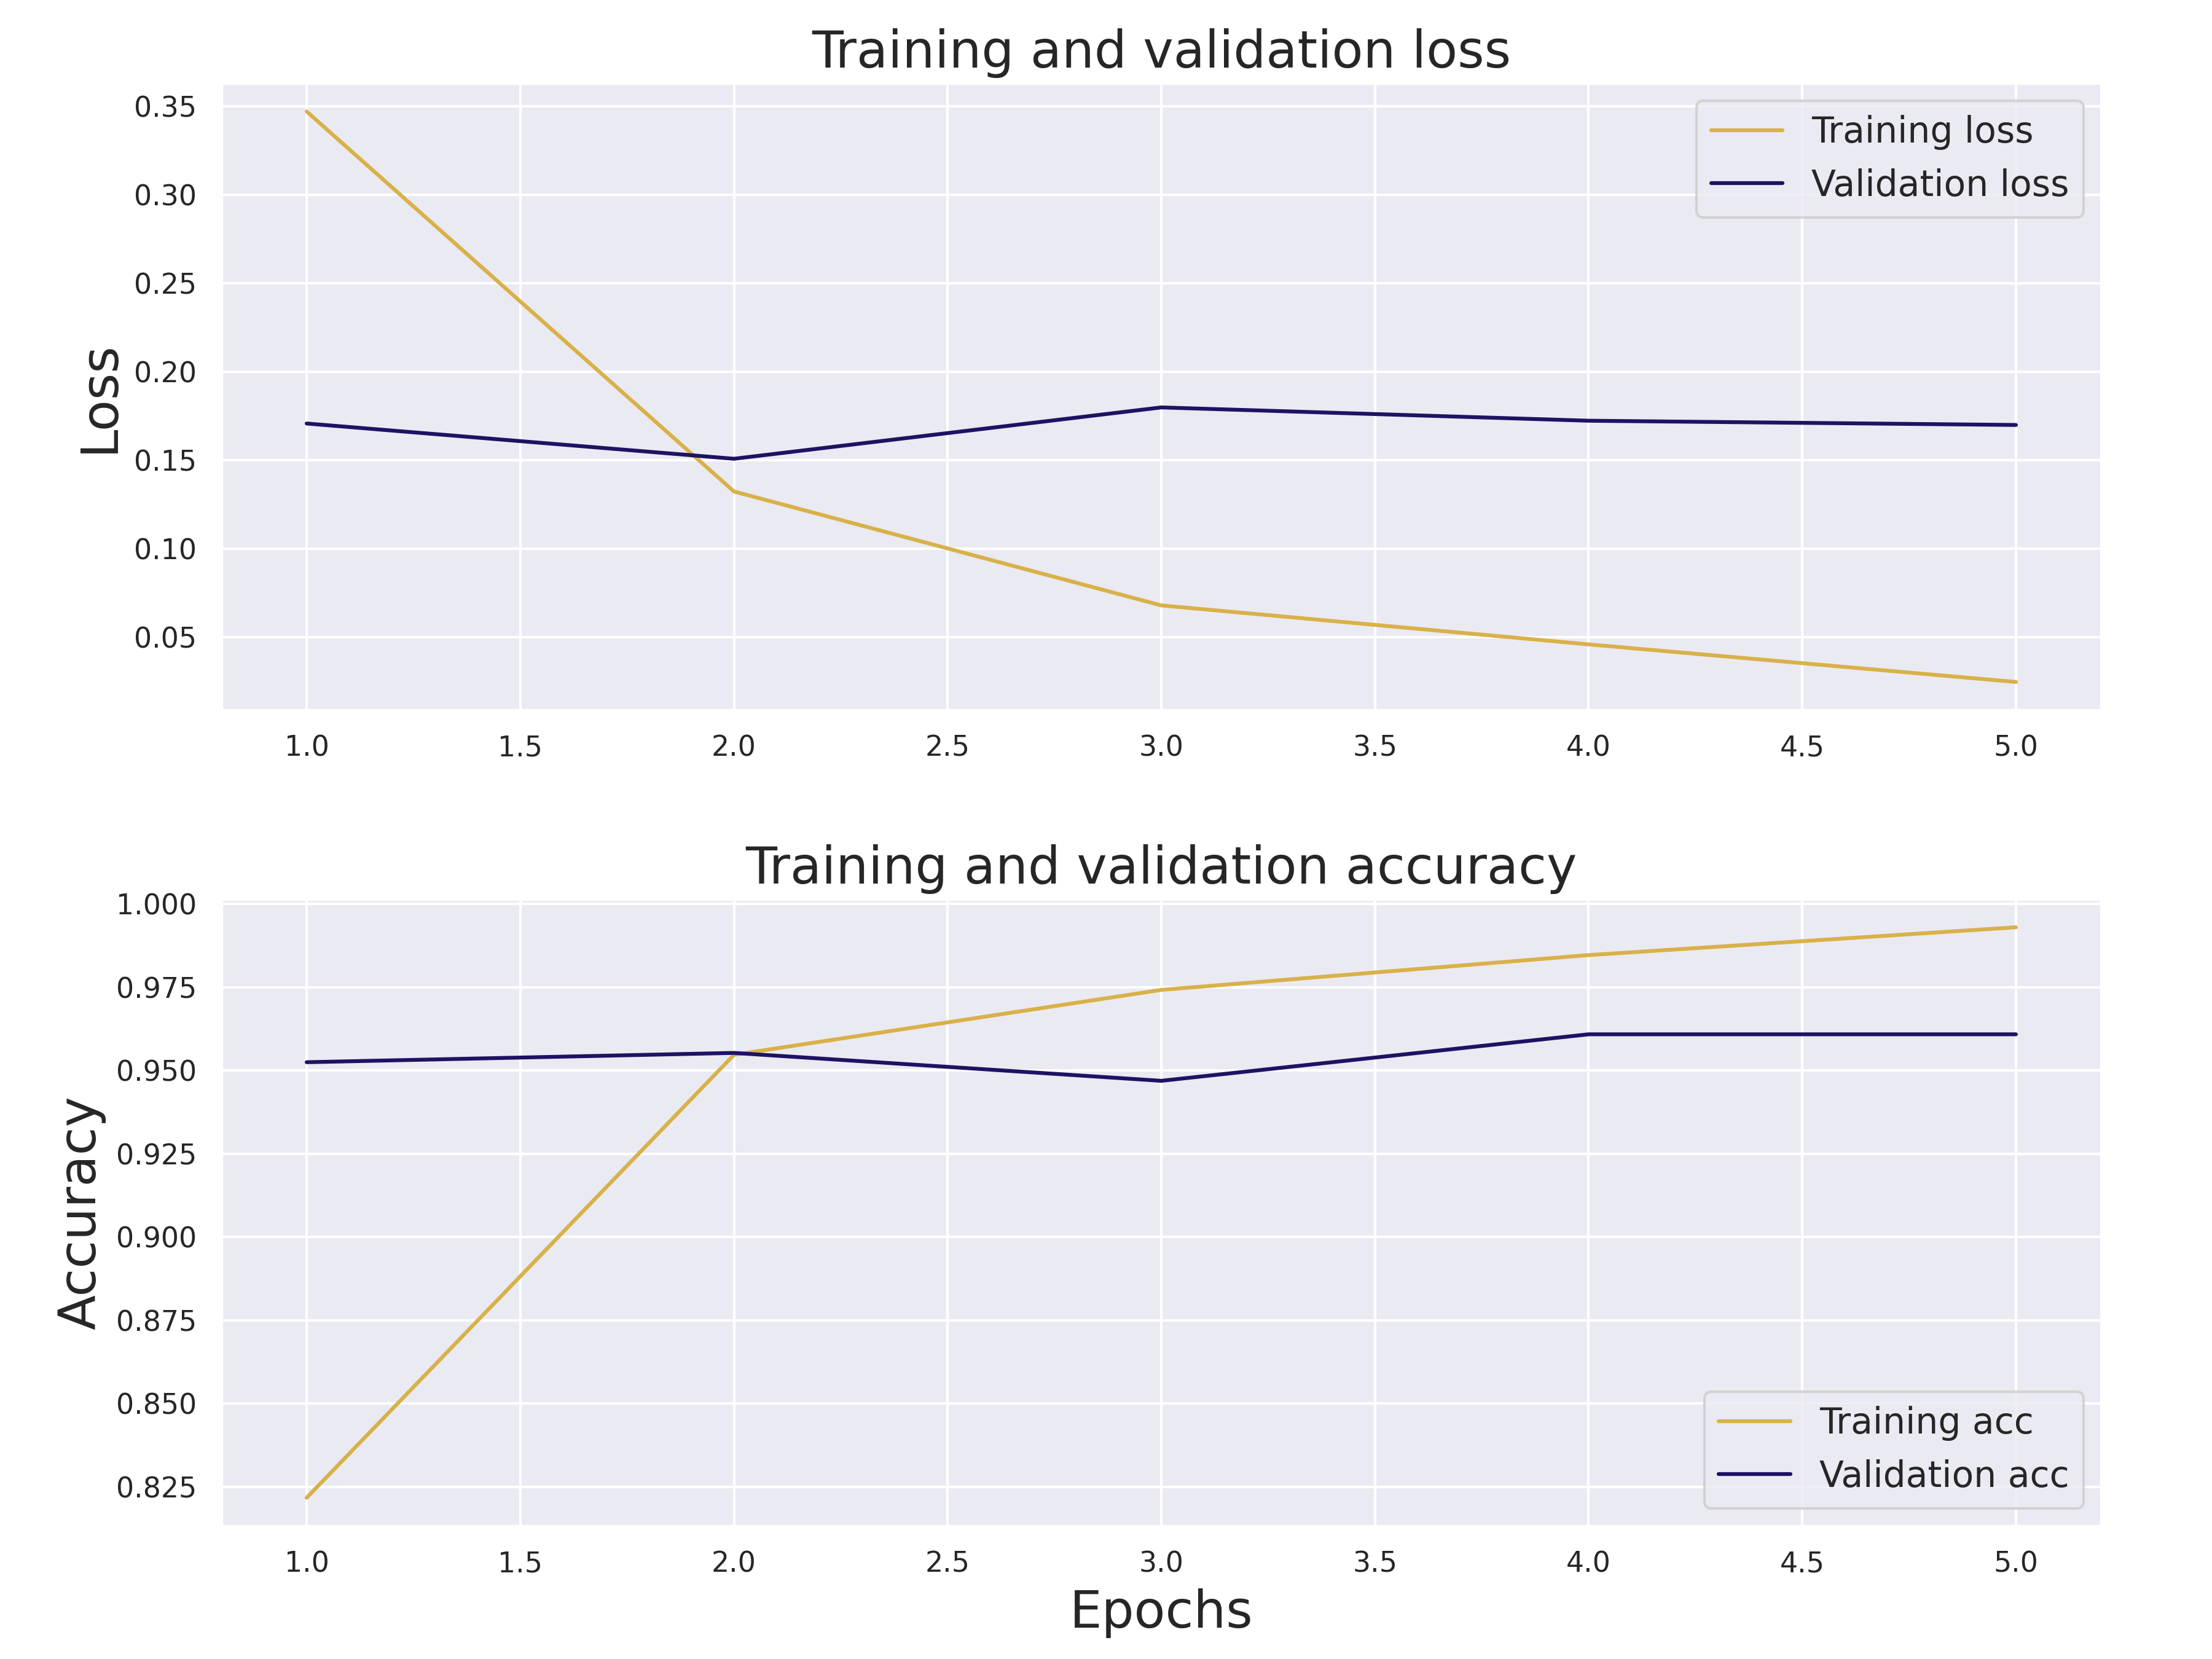 Training and validation loss
0.35
0.30
0.25
0.20
0.15
0.10
0.05
Loss
Training loss
Validation loss
1.0 1.5 2.0 2.5 3.0 3.5 4.0 4.5 5.0
Training and validation accuracy
1.000
0.975
0.950
0.925
0.900
0.875
0.850
0.825
Accuracy
Training acc
Validation acc
1.0 1.5 2.0 2.5 3.0 3.5 4.0 4.5 5.0
Epochs